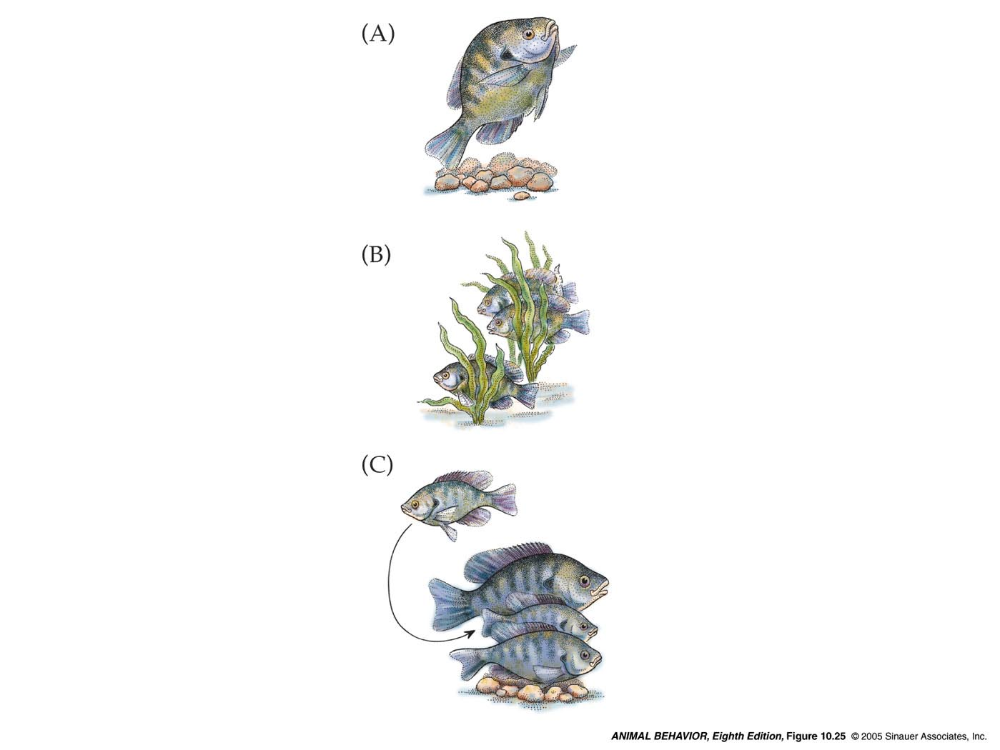 (A)
(B)
(C)
ANIMAL BEHAVIOR, Eighth Edition, Figure 10.25 © 2005 Sinauer Associates, Inc.